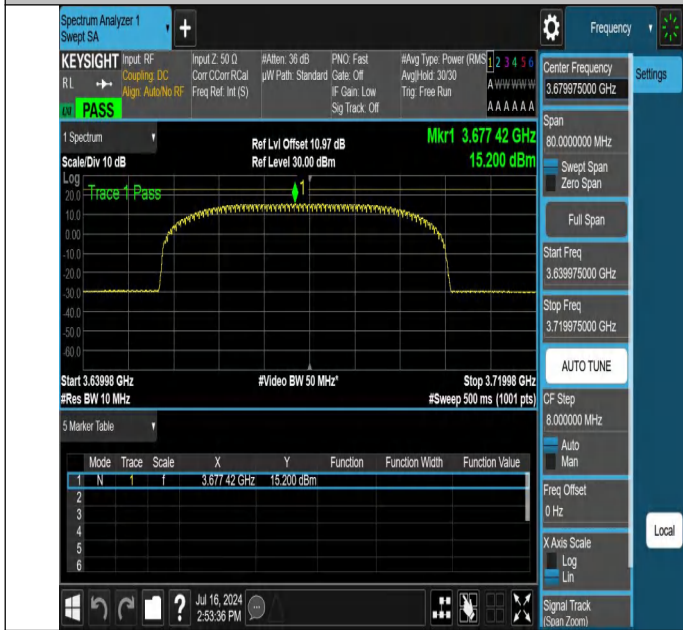 Spectrum Analyzer 1
Swept SA
+
Frequency
KEYSIGHT
Input: RF
Coupling: DC
Align: Auto/No RF
Input Z: 50 Ω
Corr CCorr RCal
Freq Ref: Int (S)
#Atten: 36 dB
µW Path: Standard
PNO: Fast
Gate: Off
IF Gain: Low
Sig Track: Off
#Avg Type: Power (RMS
Avg|Hold: 30/30
Trig: Free Run
1 2 3 4 5 6
A W W W W W
A A A A A A
RL
PASS
1 Spectrum
Scale/Div 10 dB
Ref Lvl Offset 10.97 dB
Ref Level 30.00 dBm
Mkr1 3.677 42 GHz
15.200 dBm
Log
Trace 1 Pass
1
20.0
10.0
0.00
-10.0
-20.0
-30.0
-40.0
-50.0
-60.0
Start 3.63998 GHz
#Res BW 10 MHz
#Video BW 50 MHz*
Stop 3.71998 GHz
#Sweep 500 ms (1001 pts)
5 Marker Table
Mode Trace Scale X Y Function Function Width Function Value
1 N 1 f 3.677 42 GHz 15.200 dBm
2
3
4
5
6
?
Jul 16, 2024
2:53:36 PM
Center Frequency
3.679975000 GHz
Settings
Span
80.0000000 MHz
Swept Span
Zero Span
Full Span
Start Freq
3.639975000 GHz
Stop Freq
3.719975000 GHz
AUTO TUNE
CF Step
8.000000 MHz
Auto
Man
Freq Offset
0 Hz
Local
X Axis Scale
Log
Lin
Signal Track
(Span Zoom)